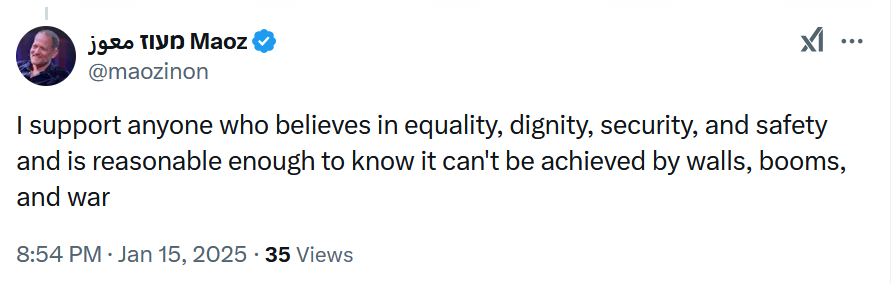 معوز מעוז Maoz
@maozinon
I support anyone who believes in equality, dignity, security, and safety
and is reasonable enough to know it can't be achieved by walls, booms,
and war
8:54 PM · Jan 15, 2025 · 35 Views